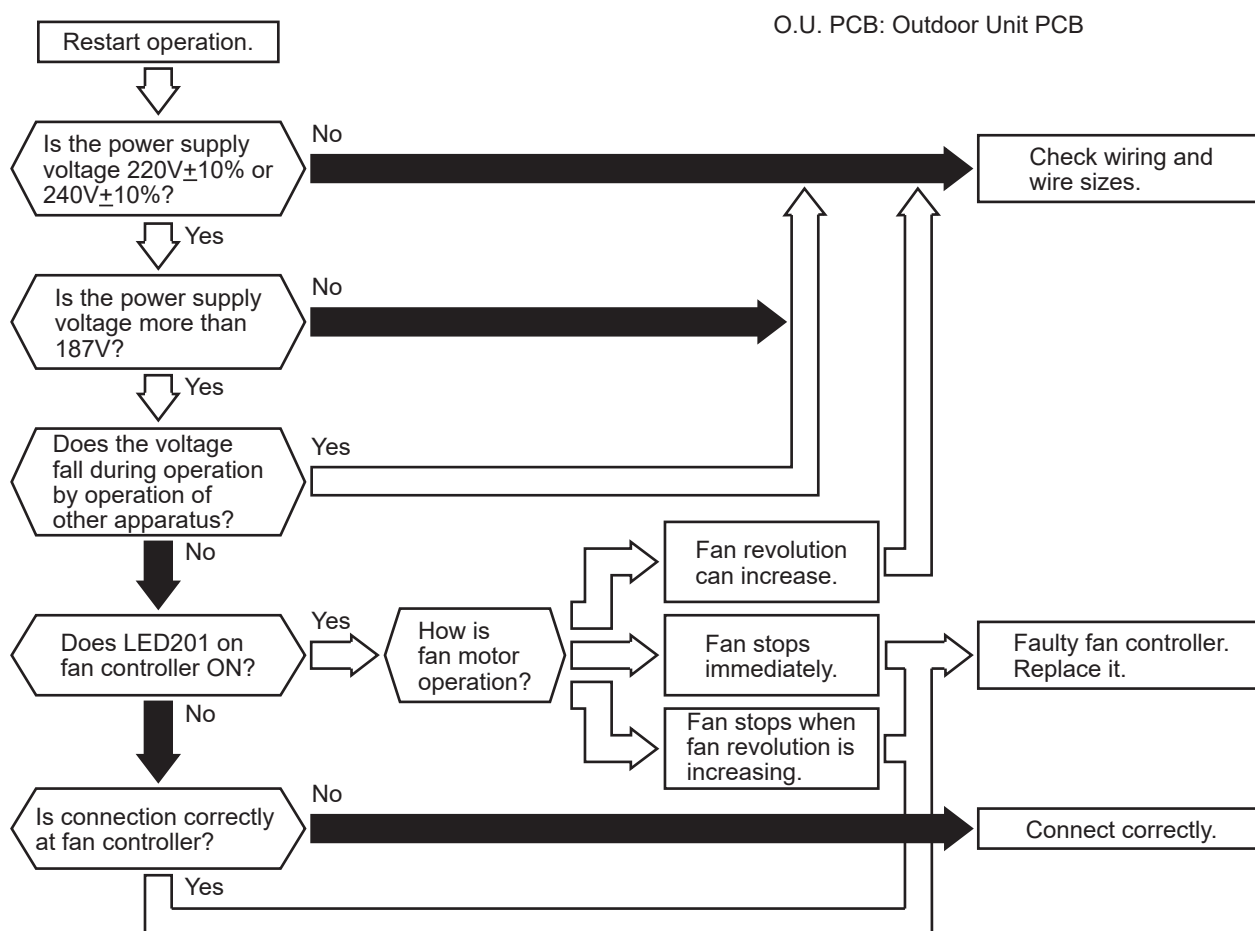 O.U. PCB: Outdoor Unit PCB
Restart operation.
Is the power supply
voltage 220V±10% or
240V±10%?
No
Check wiring and
wire sizes.
Yes
Is the power supply
voltage more than
187V?
No
Yes
Does the voltage
fall during operation
by operation of
other apparatus?
Yes
No
Does LED201 on
fan controller ON?
Yes
How is
fan motor
operation?
Fan revolution
can increase.
Fan stops
immediately.
Fan stops when
fan revolution is
increasing.
Faulty fan controller.
Replace it.
No
Is connection correctly
at fan controller?
No
Connect correctly.
Yes